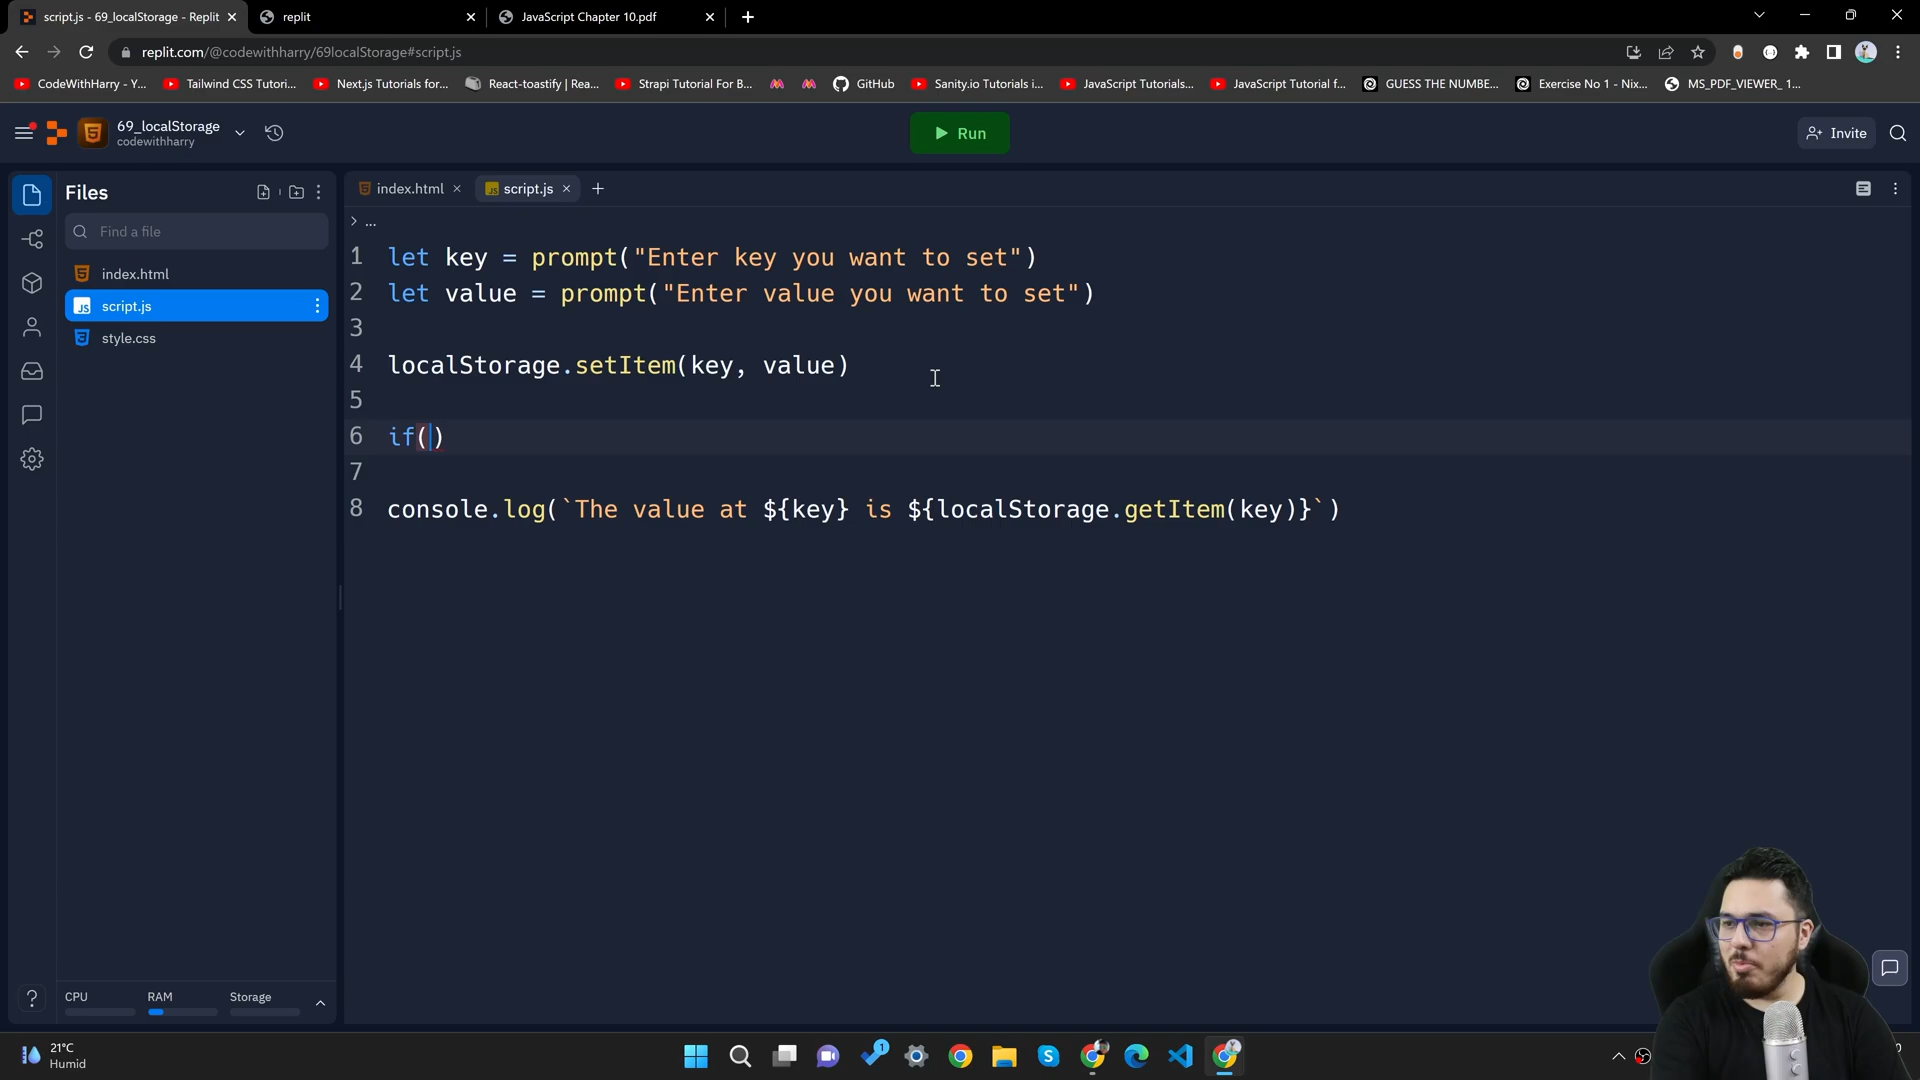 script.js - 69_localStorage - Replit
replit
JavaScript Chapter 10.pdf
replit.com/@codewithharry/69localStorage#script.js
CodeWithHarry - Y...
Tailwind CSS Tutori...
Next.js Tutorials for...
React-toastify | Rea...
Strapi Tutorial For B...
GitHub
Sanity.io Tutorials i...
JavaScript Tutorials...
JavaScript Tutorial f...
GUESS THE NUMBE...
Exercise No 1 - Nix...
MS_PDF_VIEWER_ 1...
69_localStorage
codewithharry
Run
Invite
Files
index.html
script.js
Find a file
...
index.html
script.js
style.css
1 let key = prompt("Enter key you want to set")
2 let value = prompt("Enter value you want to set")
3
4 localStorage.setItem(key, value)
5
6 if()
7
8 console.log(`The value at ${key} is ${localStorage.getItem(key)}`)
CPU
RAM
Storage
21°C
Humid
1